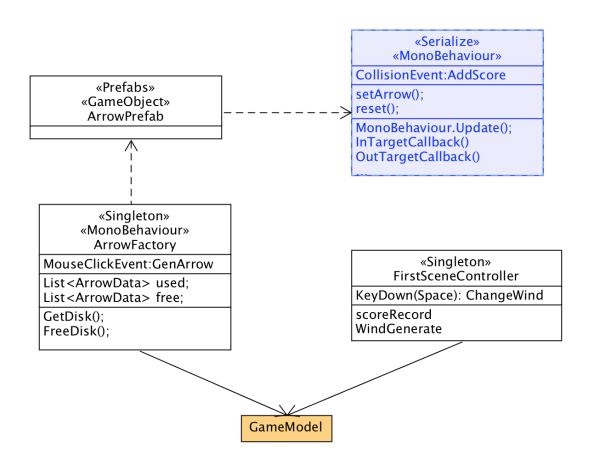 «Serialize»
«MonoBehaviour»
CollisionEvent:AddScore
setArrow();
reset();
MonoBehaviour.Update();
InTargetCallback()
OutTargetCallback()
...
«Prefabs»
«GameObject»
ArrowPrefab
«Singleton»
«MonoBehaviour»
ArrowFactory
MouseClickEvent:GenArrow
List<ArrowData> used;
List<ArrowData> free;
GetDisk();
FreeDisk();
«Singleton»
FirstSceneController
KeyDown(Space): ChangeWind
scoreRecord
WindGenerate
GameModel